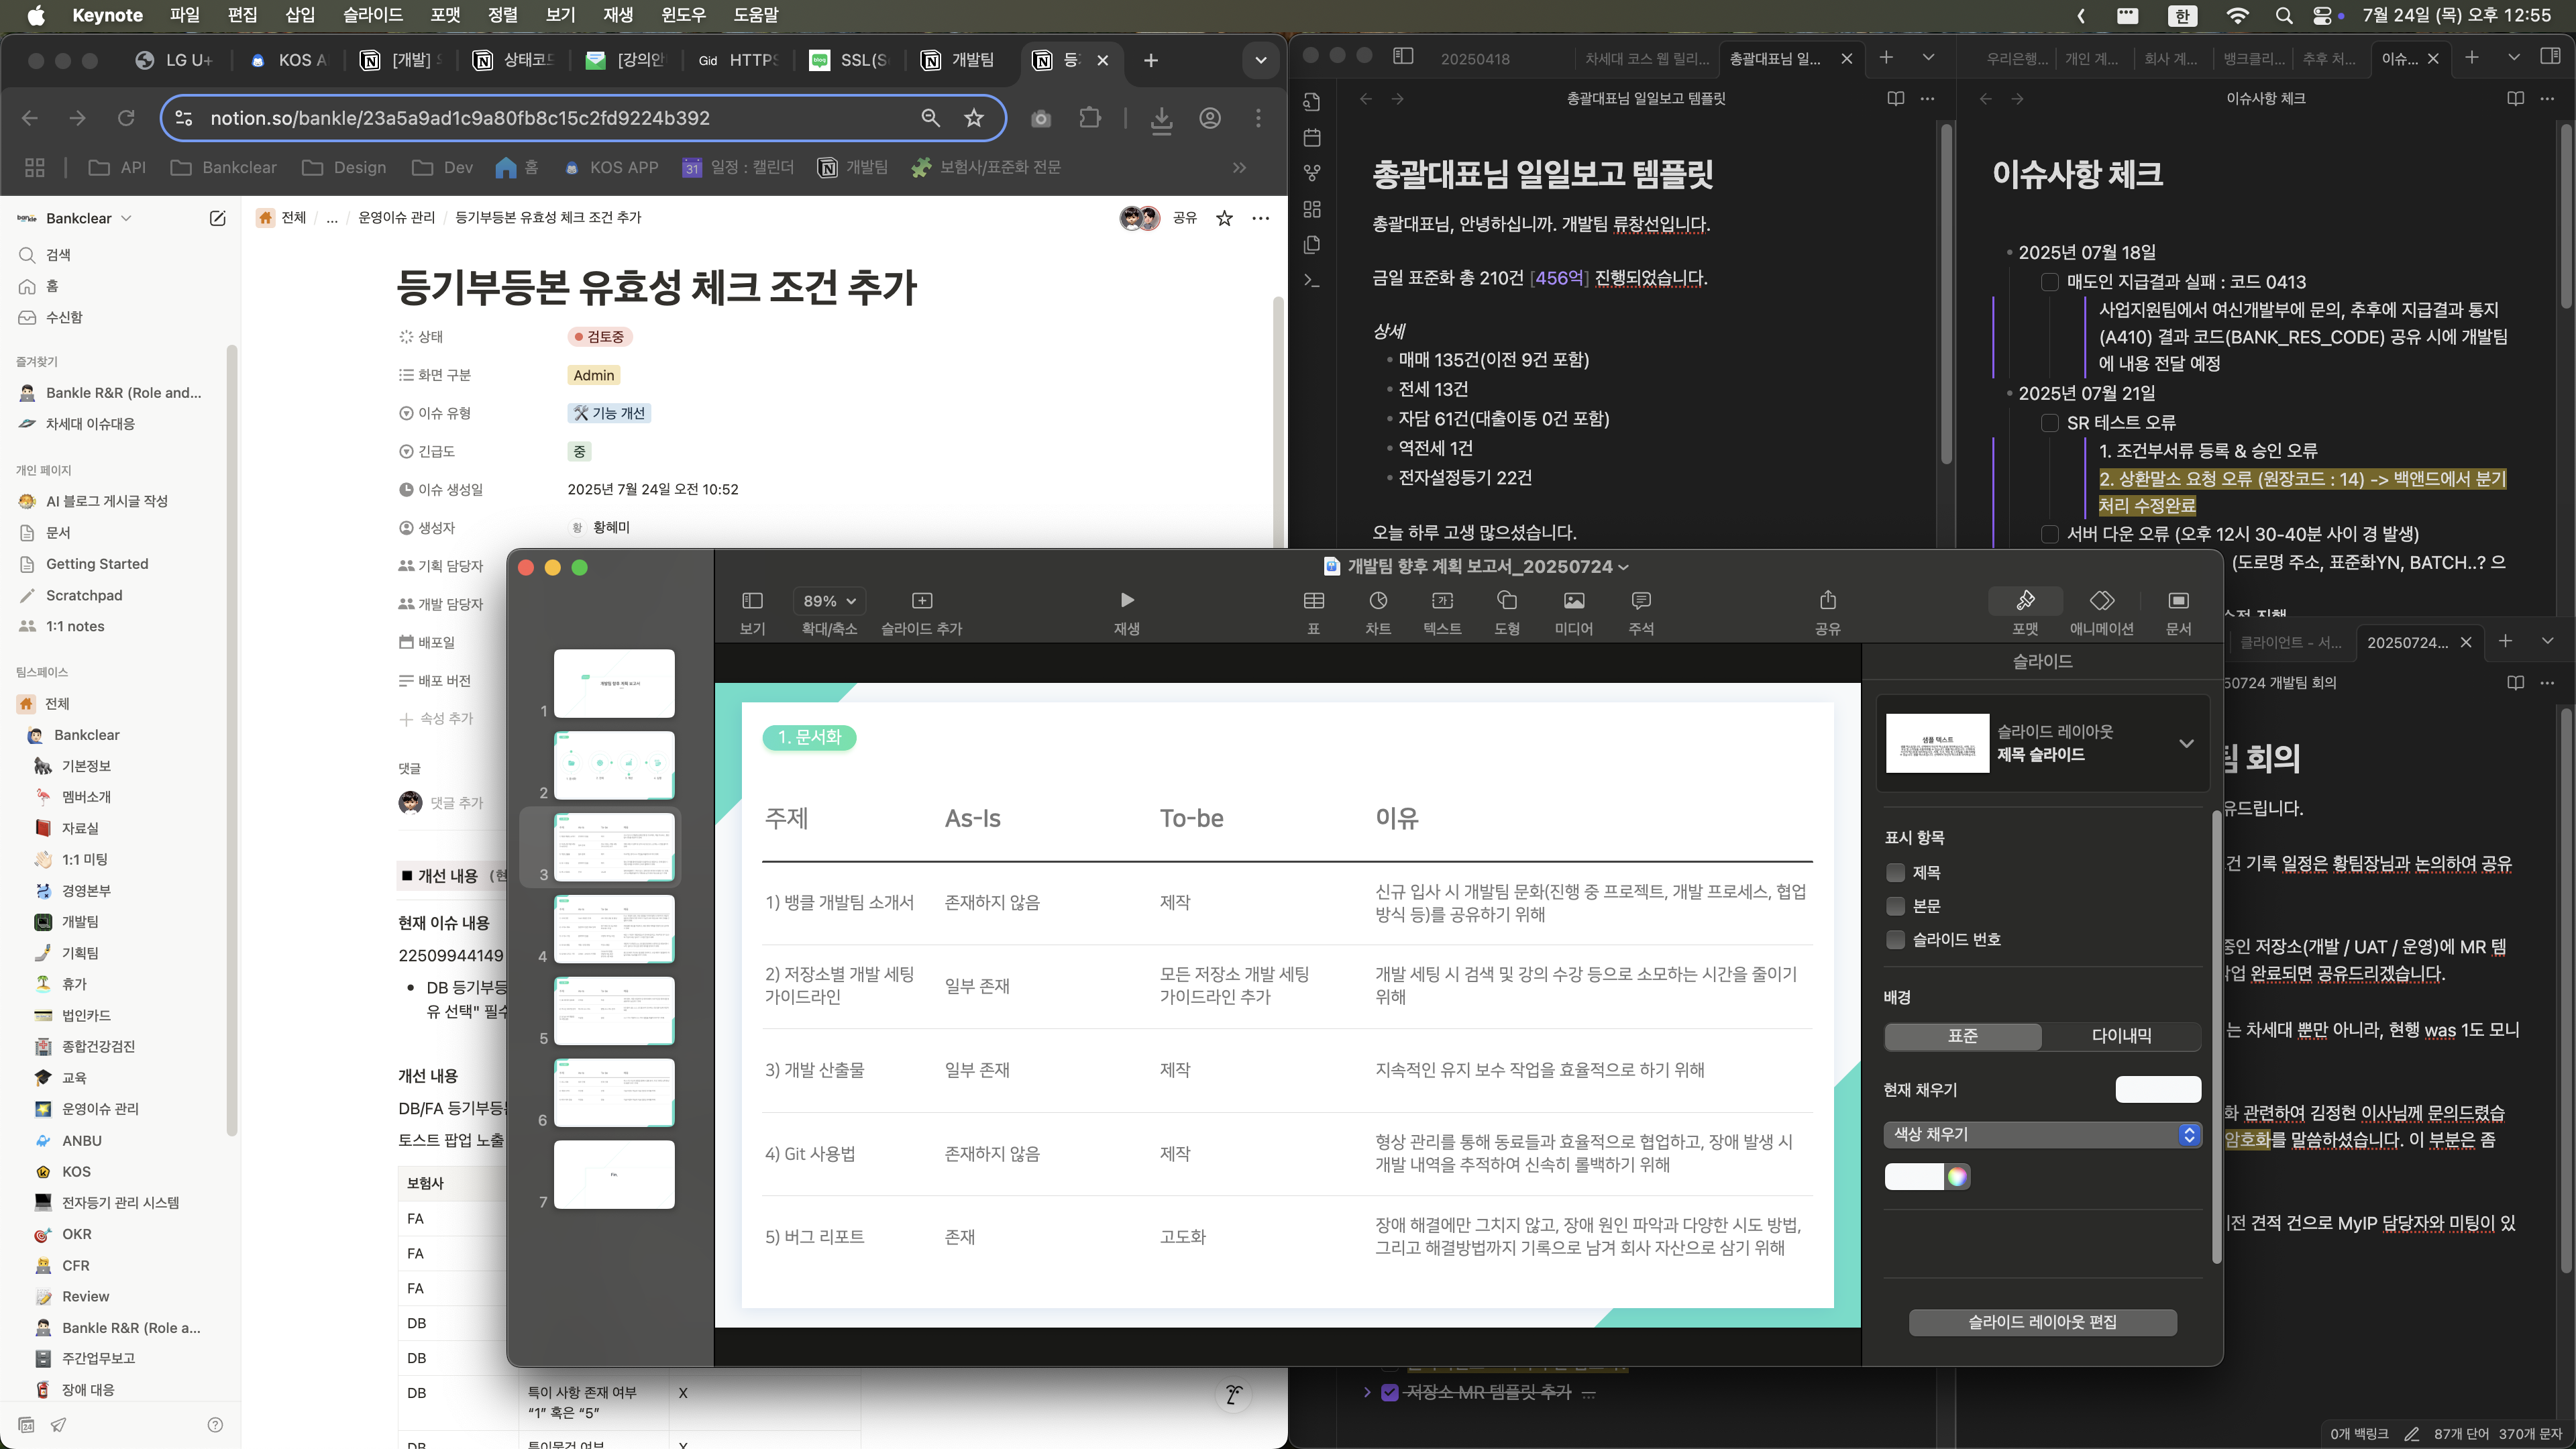 Keynote 파일 편집 삽입 슬라이드 포맷 정렬 보기 재생 윈도우 도움말
한 7월 24일 (목) 오후 12:55
LG U+
KOS A
[개발]
상태코드
[강의안
Gid HTTPS
SSL(S
개발팀
notion.so/bankle/23a5a9ad1c9a80fb8c15c2fd9224b392
API Bankclear Design Dev 홈 KOS APP 일정 : 캘린더 개발팀 보험사/표준화 전문
Bankclear
검색
홈
수신함
즐겨찾기
Bankle R&R (Role and...
차세대 이슈대응
개인 페이지
AI 블로그 게시글 작성
문서
Getting Started
Scratchpad
1:1 notes
팀스페이스
전체
Bankclear
기본정보
멤버소개
자료실
1:1 미팅
경영본부
개발팀
기획팀
휴가
법인카드
종합건강검진
교육
운영이슈 관리
ANBU
KOS
전자등기 관리 시스템
OKR
CFR
Review
Bankle R&R (Role a...
주간업무보고
장애 대응
전체 / ... / 운영이슈 관리 / 등기부등본 유효성 체크 조건 추가
공유
등기부등본 유효성 체크 조건 추가
상태 검토중
화면 구분 Admin
이슈 유형 🛠 기능 개선
긴급도 중
이슈 생성일 2025년 7월 24일 오전 10:52
생성자 황 황혜미
기획 담당자
개발 담당자
배포일
배포 버전
속성 추가
댓글
댓글 추가
■ 개선 내용 (현
현재 이슈 내용
22509944149
• DB 등기부등
유 선택" 필수
개선 내용
DB/FA 등기부등본
토스트 팝업 노출
보험사
FA
FA
FA
DB
DB
DB 특이 사항 존재 여부 X
“1” 혹은 “5”
DB 특이물건 여부 X
20250418
차세대 코스 웹 릴리...
총괄대표님 일...
총괄대표님 일일보고 템플릿
총괄대표님 일일보고 템플릿
총괄대표님, 안녕하십니까. 개발팀 류창선입니다.
금일 표준화 총 210건 [456억] 진행되었습니다.
상세
• 매매 135건(이전 9건 포함)
• 전세 13건
• 자담 61건(대출이동 0건 포함)
• 역전세 1건
• 전자설정등기 22건
오늘 하루 고생 많으셨습니다.
저장소 MR 템플릿 추가 ...
우리은행... 개인 계... 회사 계... 뱅크클리... 추후 처... 이슈...
이슈사항 체크
이슈사항 체크
• 2025년 07월 18일
매도인 지급결과 실패 : 코드 0413
사업지원팀에서 여신개발부에 문의, 추후에 지급결과 통지
(A410) 결과 코드(BANK_RES_CODE) 공유 시에 개발팀
에 내용 전달 예정
• 2025년 07월 21일
SR 테스트 오류
1. 조건부서류 등록 & 승인 오류
2. 상환말소 요청 오류 (원장코드 : 14) -> 백앤드에서 분기
처리 수정완료
서버 다운 오류 (오후 12시 30-40분 사이 경 발생)
(도로명 주소, 표준화YN, BATCH..? 으
클라이언트 - 서...
20250724...
50724 개발팀 회의
팀 회의
유드립니다.
건 기록 일정은 황팀장님과 논의하여 공유
중인 저장소(개발 / UAT / 운영)에 MR 템
작업 완료되면 공유드리겠습니다.
는 차세대 뿐만 아니라, 현행 was 1도 모니
화 관련하여 김정현 이사님께 문의드렸습
암호화를 말씀하셨습니다. 이 부분은 좀
이전 견적 건으로 MyIP 담당자와 미팅이 있
0개 백링크 87개 단어 370개 문자
개발팀 향후 계획 보고서_20250724
89%
보기 확대/축소 슬라이드 추가 재생 표 차트 텍스트 도형 미디어 주석 공유 포맷 애니메이션 문서
1
개발팀 향후 계획 보고서
2
3
4
5
6
7
1. 문서화
주제 As-Is To-be 이유
1) 뱅클 개발팀 소개서 존재하지 않음 제작 신규 입사 시 개발팀 문화(진행 중 프로젝트, 개발 프로세스, 협업
방식 등)를 공유하기 위해
2) 저장소별 개발 세팅 일부 존재 모든 저장소 개발 세팅 개발 세팅 시 검색 및 강의 수강 등으로 소모하는 시간을 줄이기
가이드라인 가이드라인 추가 위해
3) 개발 산출물 일부 존재 제작 지속적인 유지 보수 작업을 효율적으로 하기 위해
4) Git 사용법 존재하지 않음 제작 형상 관리를 통해 동료들과 효율적으로 협업하고, 장애 발생 시
개발 내역을 추적하여 신속히 롤백하기 위해
5) 버그 리포트 존재 고도화 장애 해결에만 그치지 않고, 장애 원인 파악과 다양한 시도 방법,
그리고 해결방법까지 기록으로 남겨 회사 자산으로 삼기 위해
슬라이드
샘플 텍스트
슬라이드 레이아웃
제목 슬라이드
표시 항목
제목
본문
슬라이드 번호
배경
표준 다이내믹
현재 채우기
색상 채우기
슬라이드 레이아웃 편집